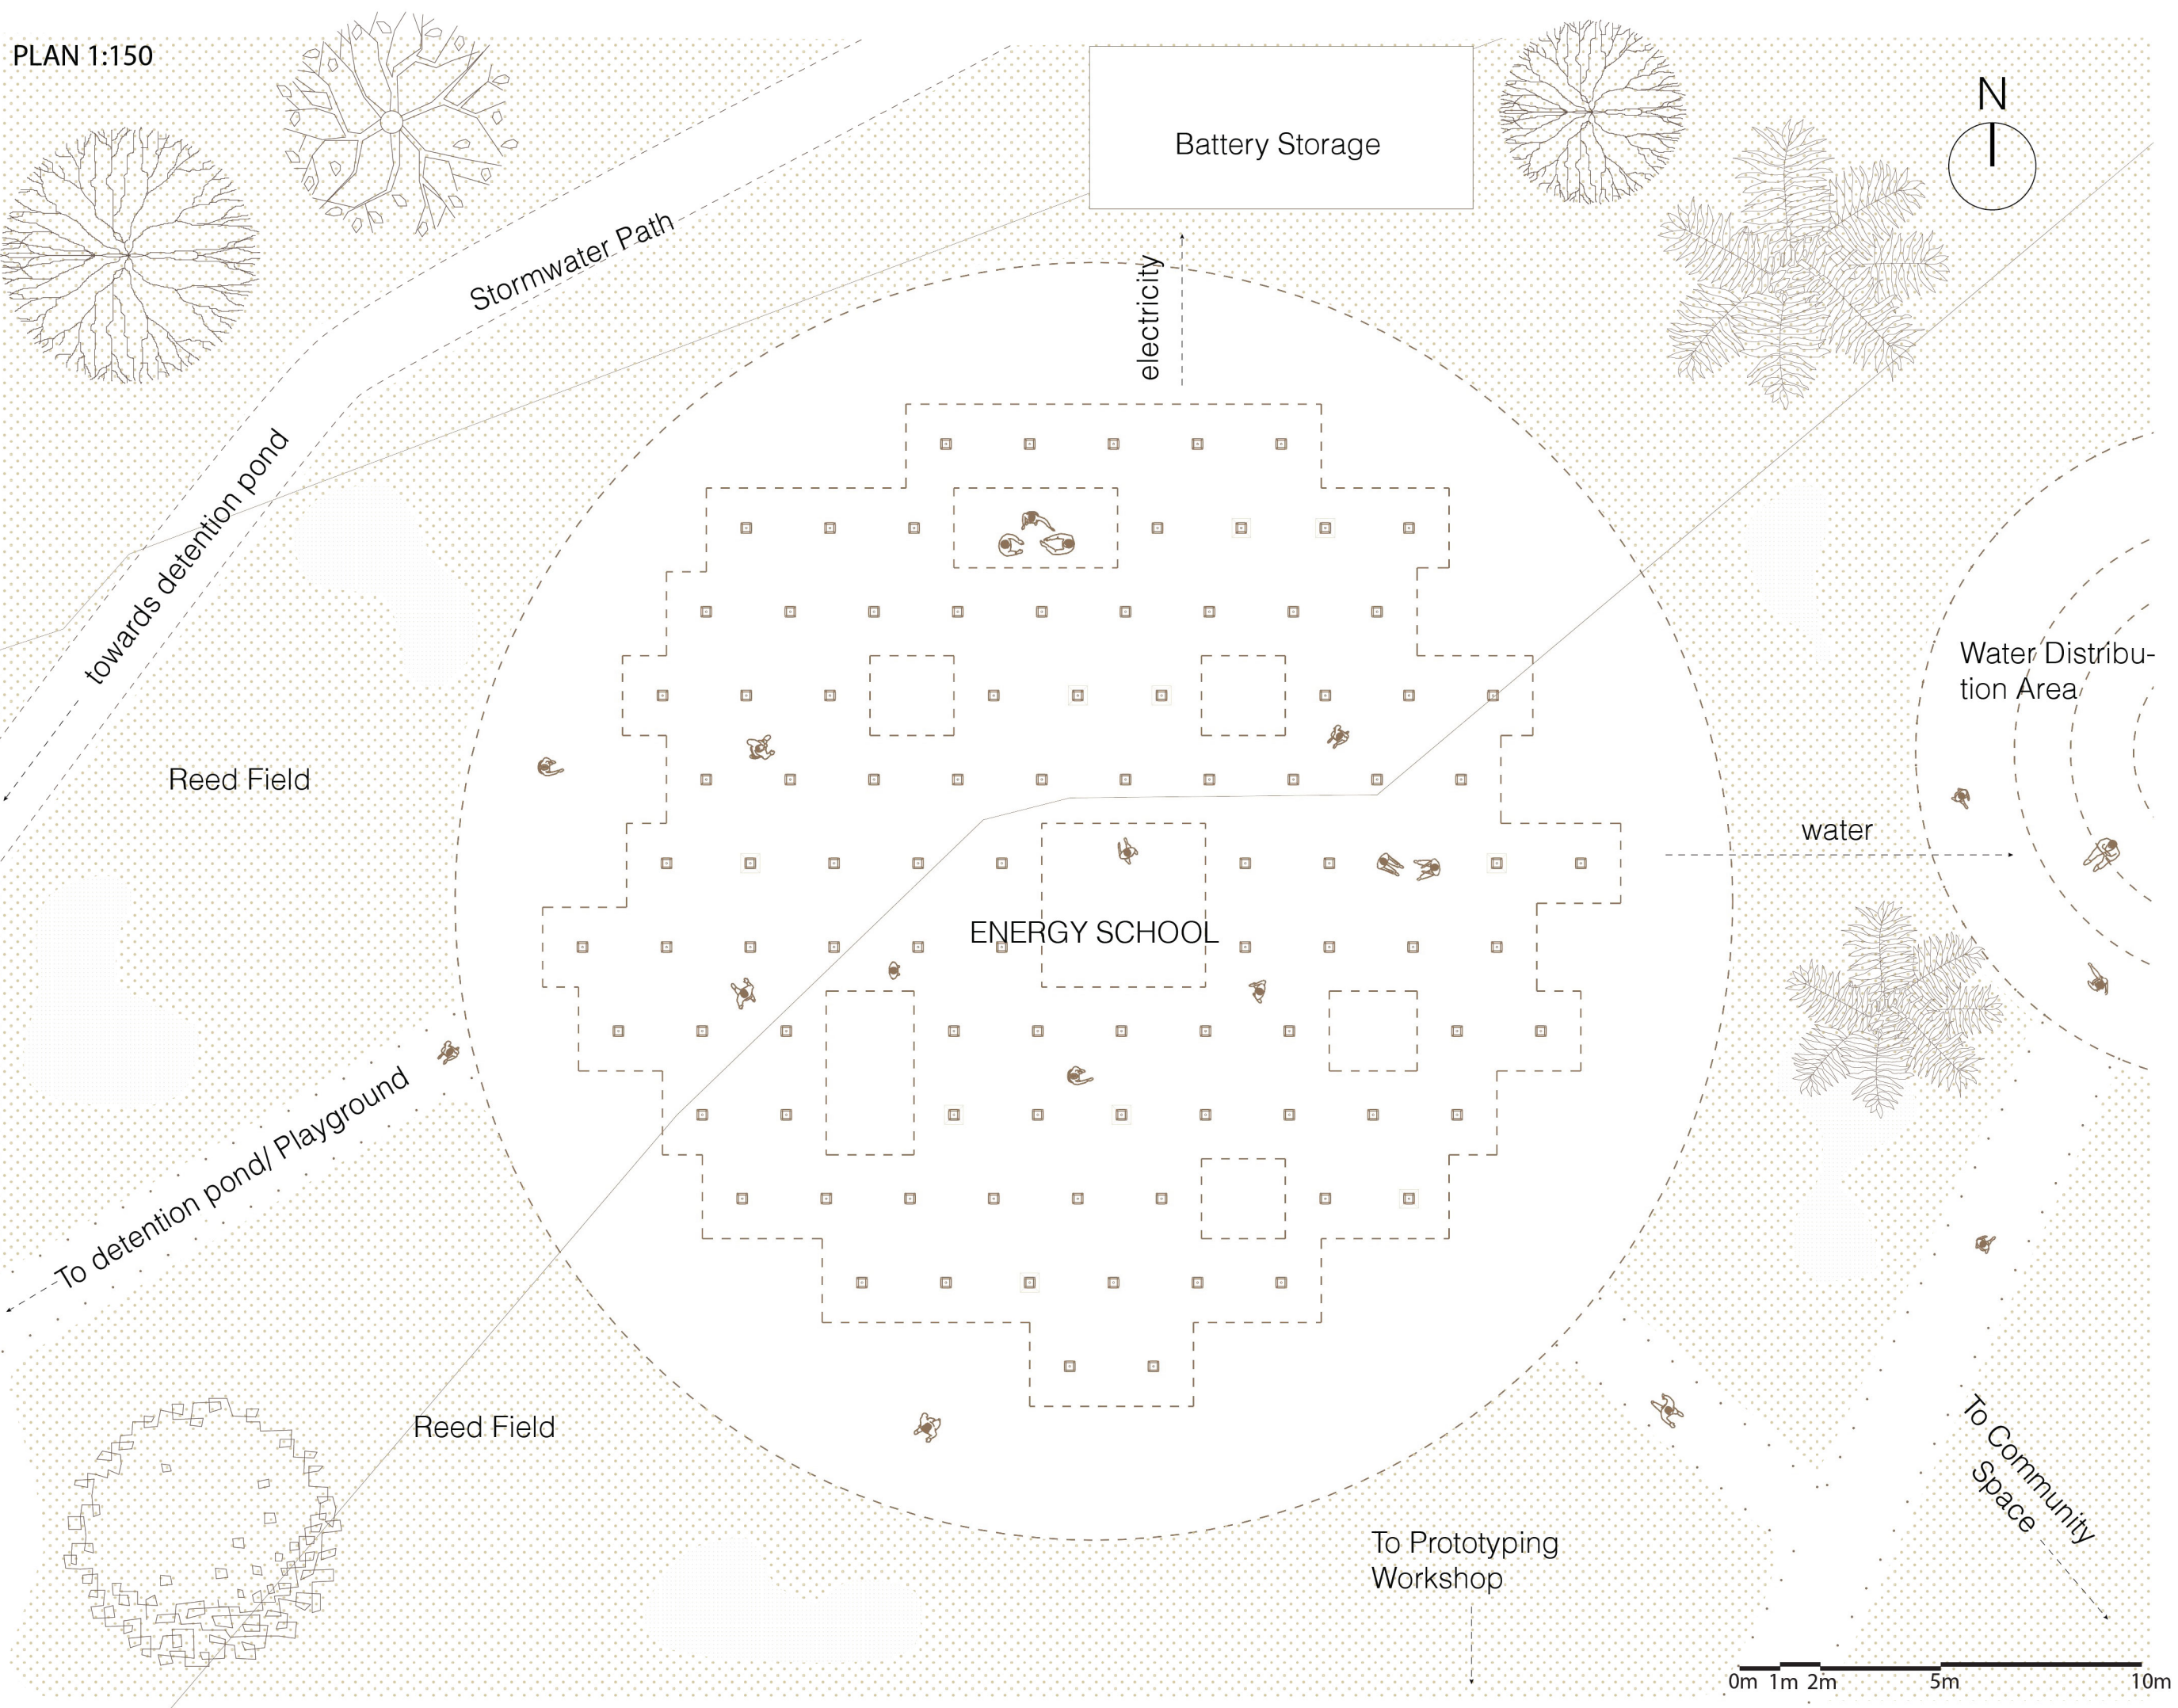 PLAN 1:150
Battery Storage
N
Stormwater Path
electricity
towards detention pond
Water Distribu-
tion Area
Reed Field
water
ENERGY SCHOOL
To detention pond/ Playground
Reed Field
To Community
Space
To Prototyping
Workshop
0m 1m 2m 5m 10m